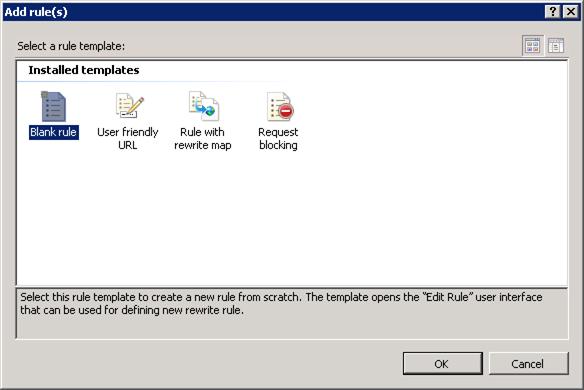 Add rule(s)
Select a rule template:
Installed templates
Blank rule
User friendly
URL
Rule with
rewrite map
Request
blocking
Select this rule template to create a new rule from scratch. The template opens the "Edit Rule" user interface
that can be used for defining new rewrite rule.
OK
Cancel